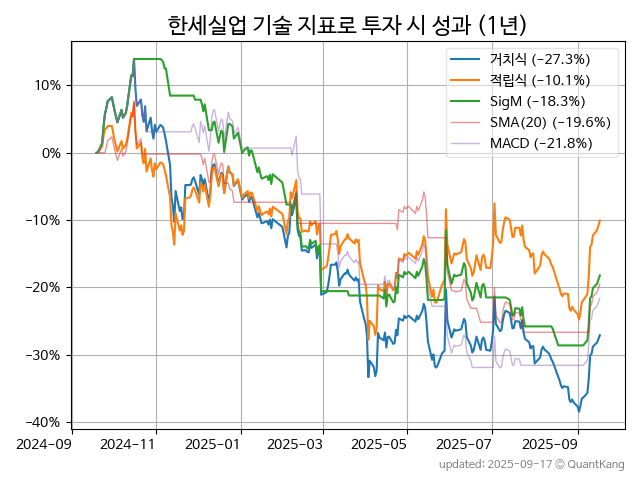 한세실업 기술 지표로 투자 시 성과 (1년)
거치식 (−27.3%)
적립식 (−10.1%)
SigM (−18.3%)
SMA(20) (−19.6%)
MACD (−21.8%)
10%
0%
−10%
−20%
−30%
−40%
2024-09 2024-11 2025-01 2025-03 2025-05 2025-07 2025-09
updated: 2025-09-17 © QuantKang